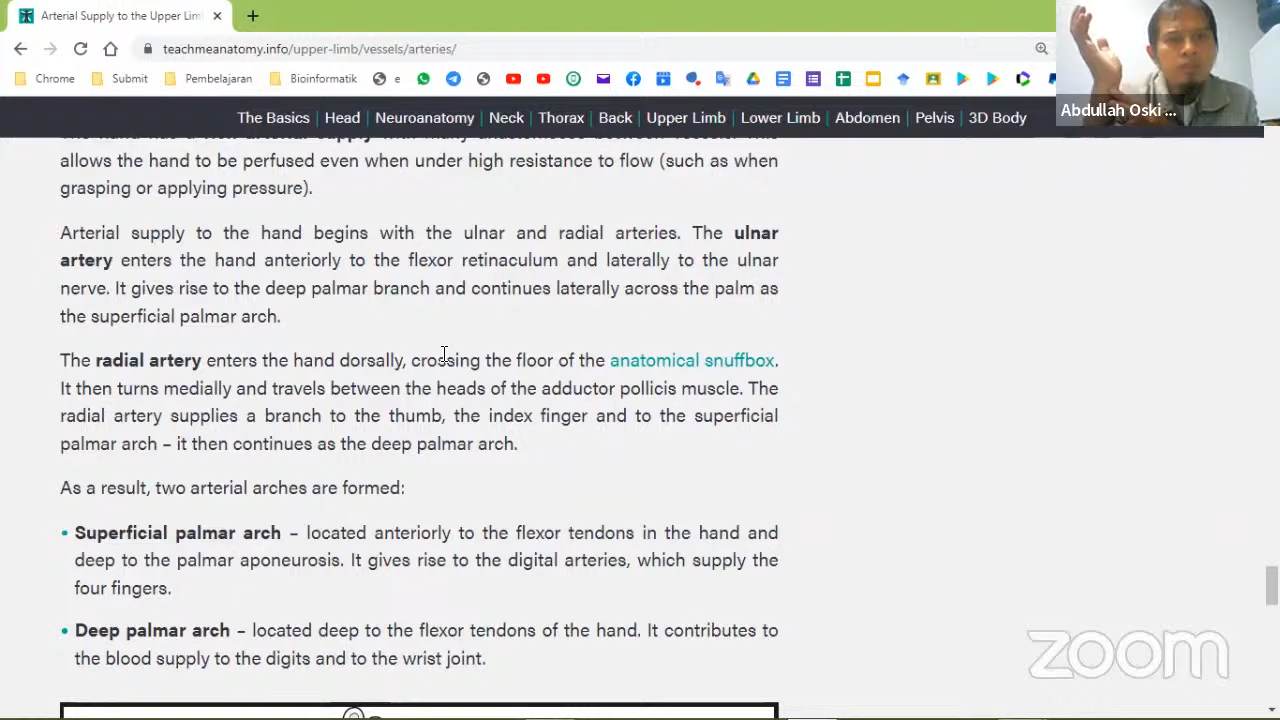 Arterial Supply to the Upper Lim
teachmeanatomy.info/upper-limb/vessels/arteries/
Chrome Submit Pembelajaran Bioinformatik e
Abdullah Oski ...
The Basics | Head | Neuroanatomy | Neck | Thorax | Back | Upper Limb | Lower Limb | Abdomen | Pelvis | 3D Body
allows the hand to be perfused even when under high resistance to flow (such as when
grasping or applying pressure).
Arterial supply to the hand begins with the ulnar and radial arteries. The ulnar
artery enters the hand anteriorly to the flexor retinaculum and laterally to the ulnar
nerve. It gives rise to the deep palmar branch and continues laterally across the palm as
the superficial palmar arch.
The radial artery enters the hand dorsally, crossing the floor of the anatomical snuffbox.
It then turns medially and travels between the heads of the adductor pollicis muscle. The
radial artery supplies a branch to the thumb, the index finger and to the superficial
palmar arch – it then continues as the deep palmar arch.
As a result, two arterial arches are formed:
• Superficial palmar arch – located anteriorly to the flexor tendons in the hand and
deep to the palmar aponeurosis. It gives rise to the digital arteries, which supply the
four fingers.
• Deep palmar arch – located deep to the flexor tendons of the hand. It contributes to
the blood supply to the digits and to the wrist joint.
zoom